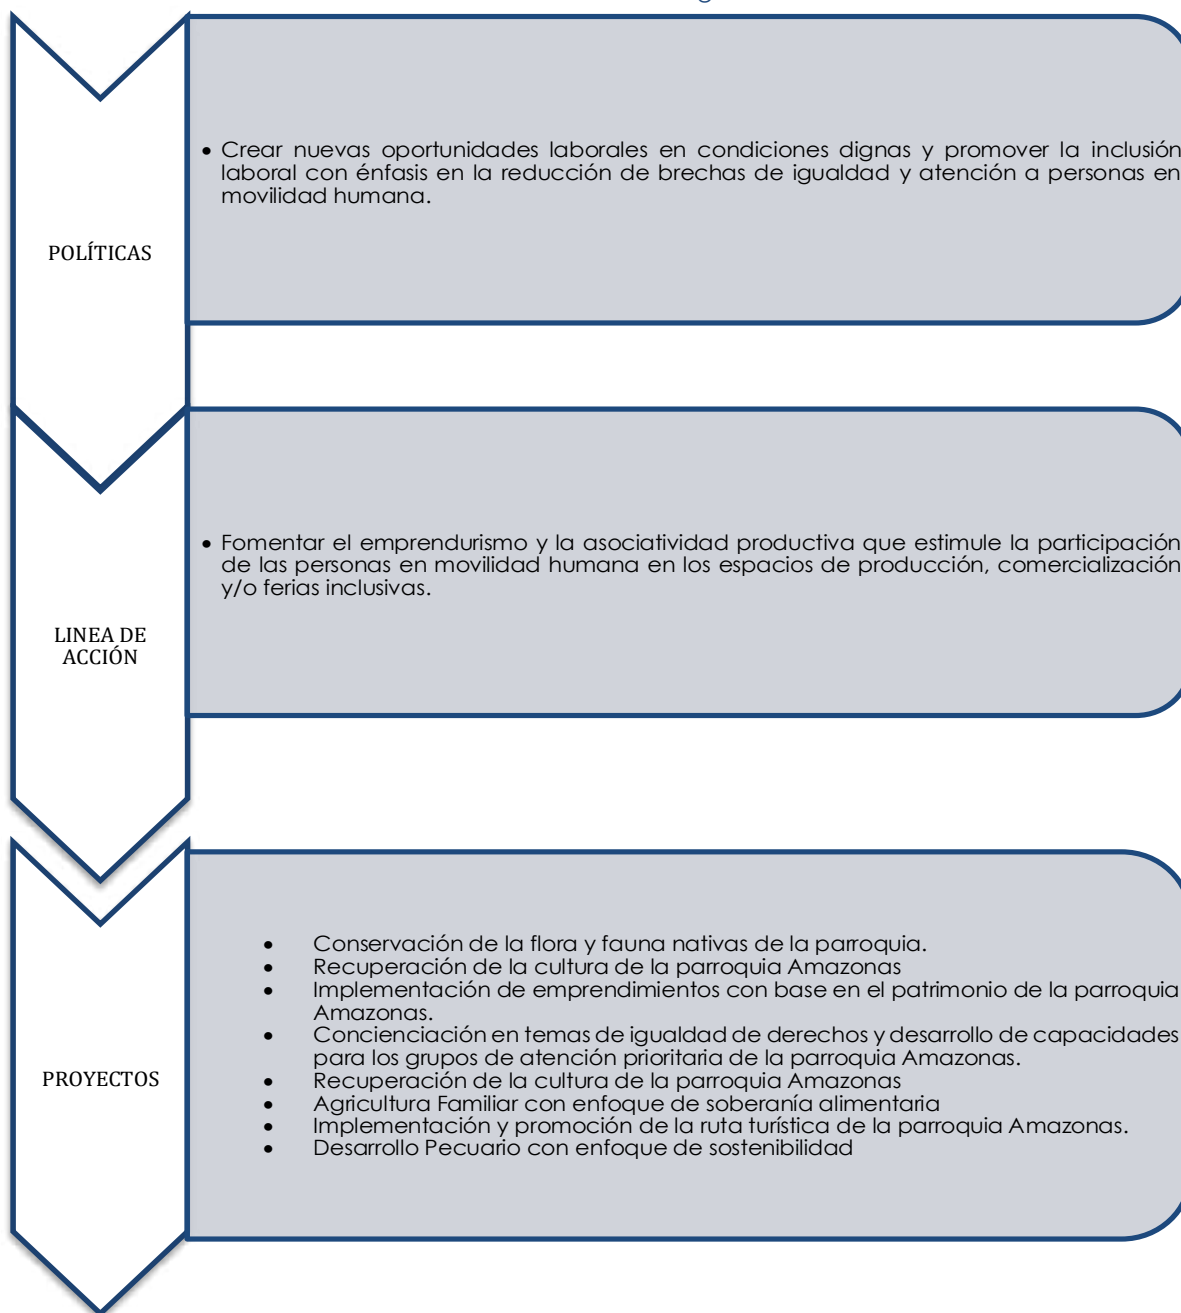 POLÍTICAS
• Crear nuevas oportunidades laborales en condiciones dignas y promover la inclusión
laboral con énfasis en la reducción de brechas de igualdad y atención a personas en
movilidad humana.
LINEA DE
ACCIÓN
• Fomentar el emprendurismo y la asociatividad productiva que estimule la participación
de las personas en movilidad humana en los espacios de producción, comercialización
y/o ferias inclusivas.
PROYECTOS
• Conservación de la flora y fauna nativas de la parroquia.
• Recuperación de la cultura de la parroquia Amazonas
• Implementación de emprendimientos con base en el patrimonio de la parroquia
Amazonas.
• Concienciación en temas de igualdad de derechos y desarrollo de capacidades
para los grupos de atención prioritaria de la parroquia Amazonas.
• Recuperación de la cultura de la parroquia Amazonas
• Agricultura Familiar con enfoque de soberanía alimentaria
• Implementación y promoción de la ruta turística de la parroquia Amazonas.
• Desarrollo Pecuario con enfoque de sostenibilidad